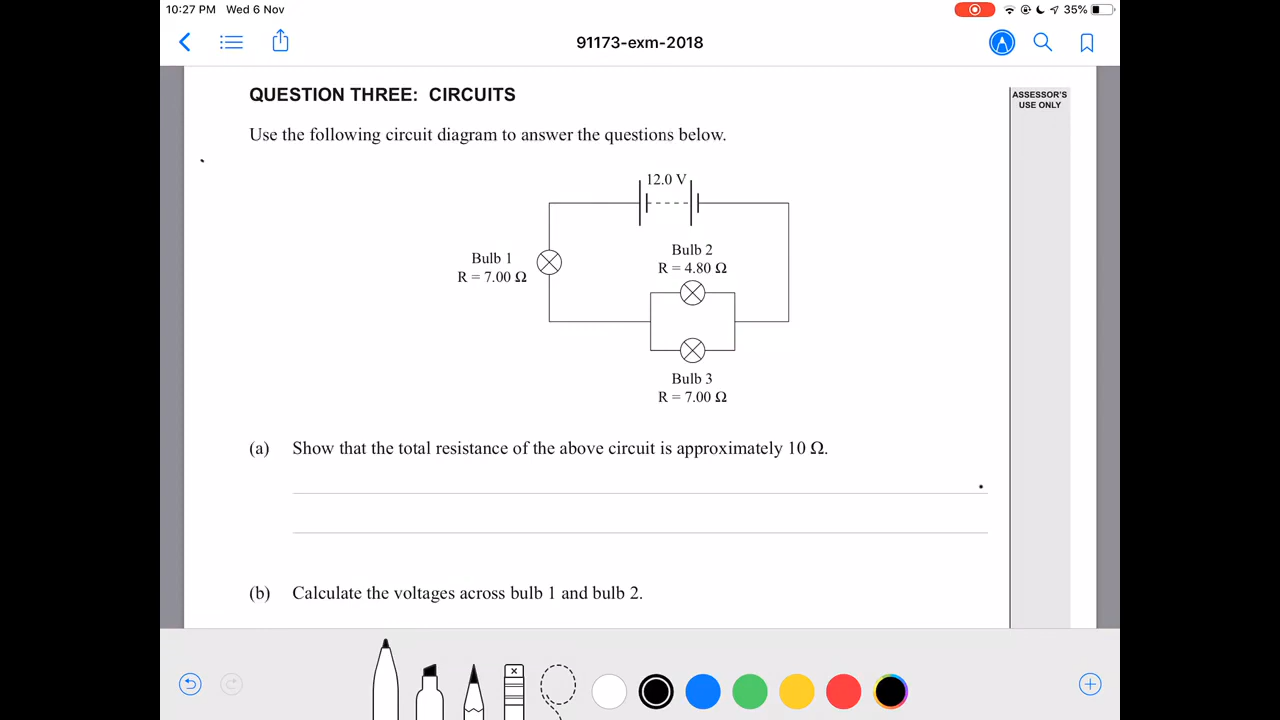 10:27 PM Wed 6 Nov
35%
91173-exm-2018
QUESTION THREE: CIRCUITS
ASSESSOR'S
USE ONLY
Use the following circuit diagram to answer the questions below.
12.0 V
Bulb 1
R = 7.00 Ω
Bulb 2
R = 4.80 Ω
Bulb 3
R = 7.00 Ω
(a) Show that the total resistance of the above circuit is approximately 10 Ω.
(b) Calculate the voltages across bulb 1 and bulb 2.